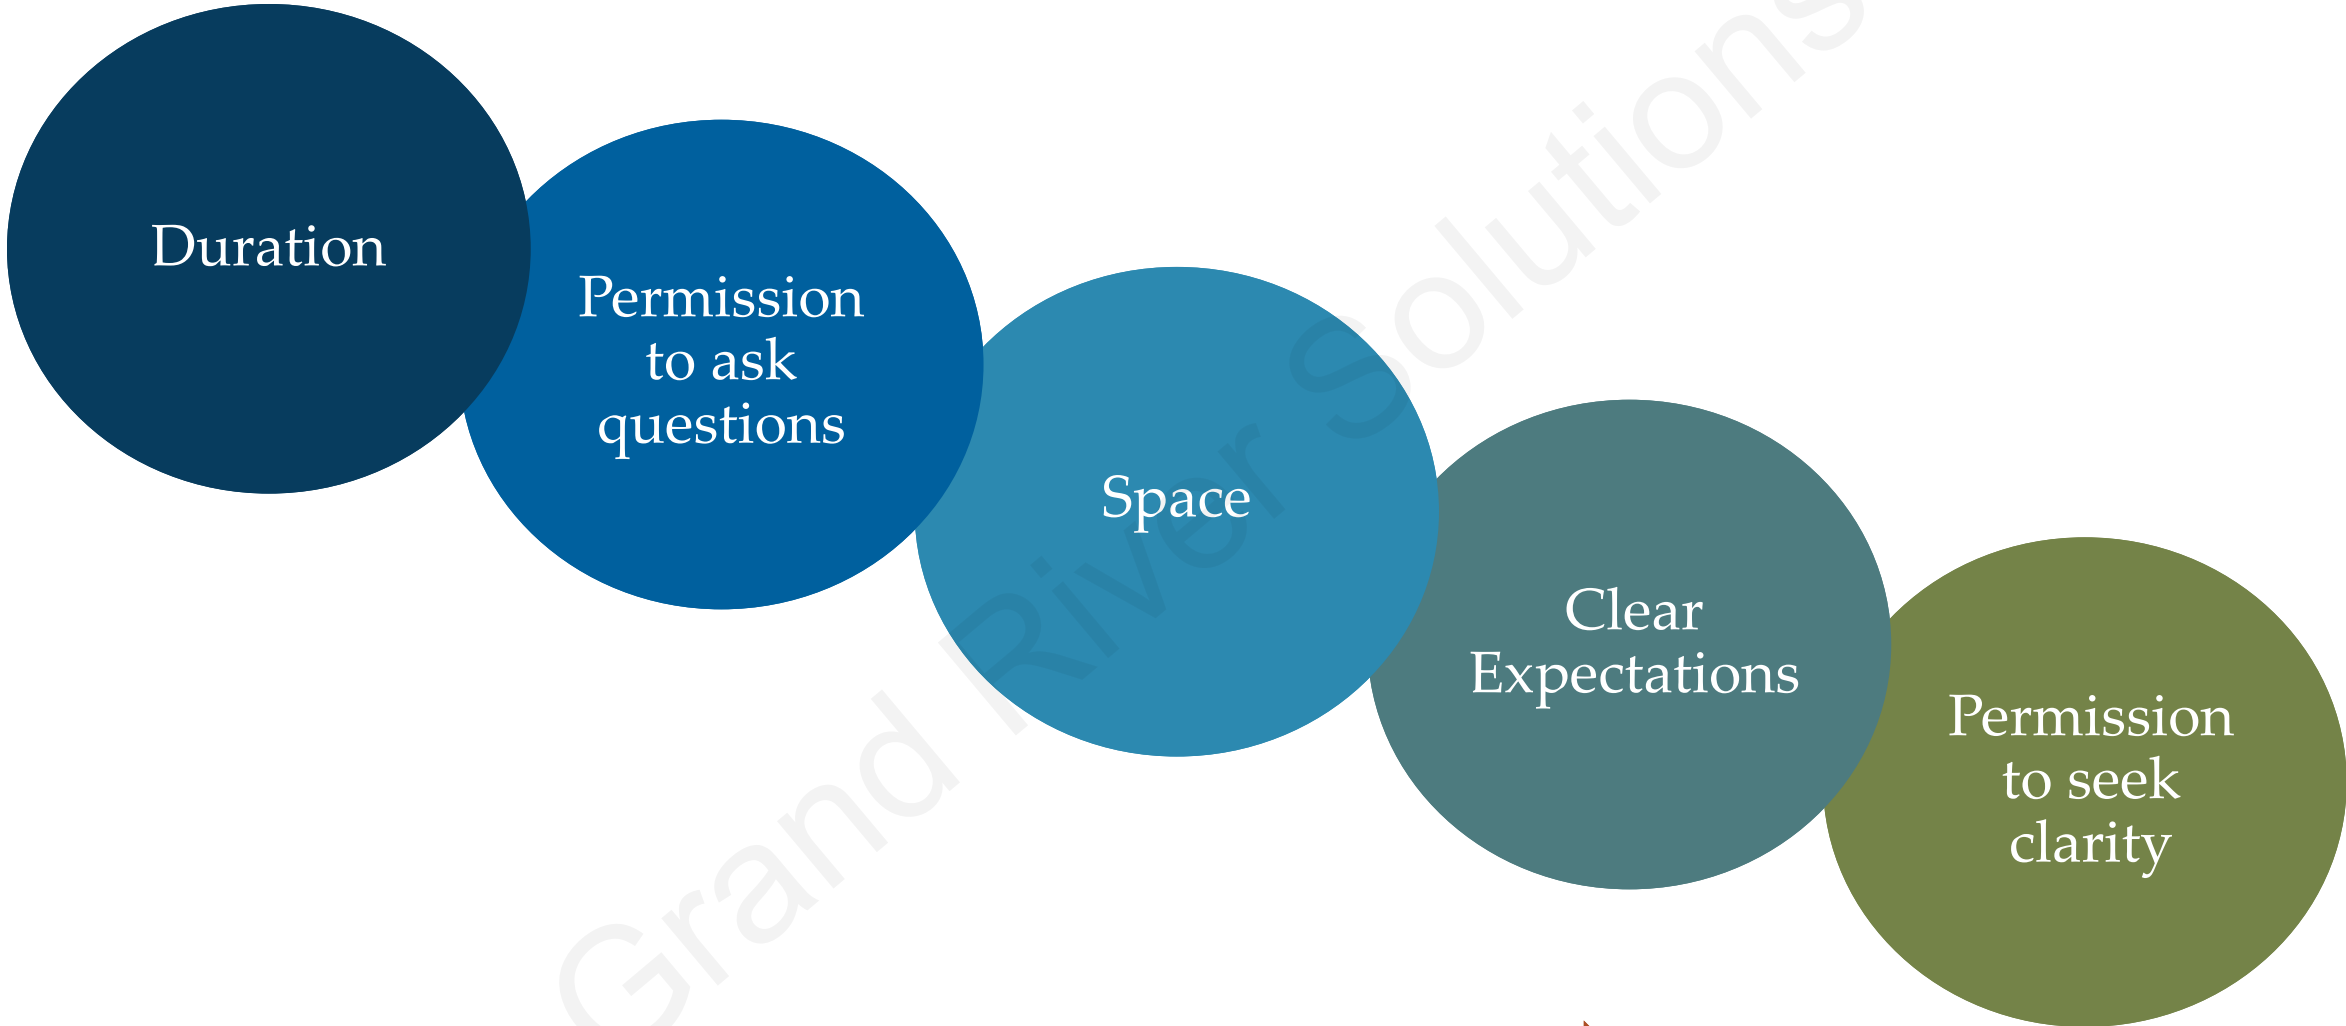 Duration
Permission
to ask
questions
Space
Clear
Expectations
Permission
to seek
clarity
Grand River Solutions